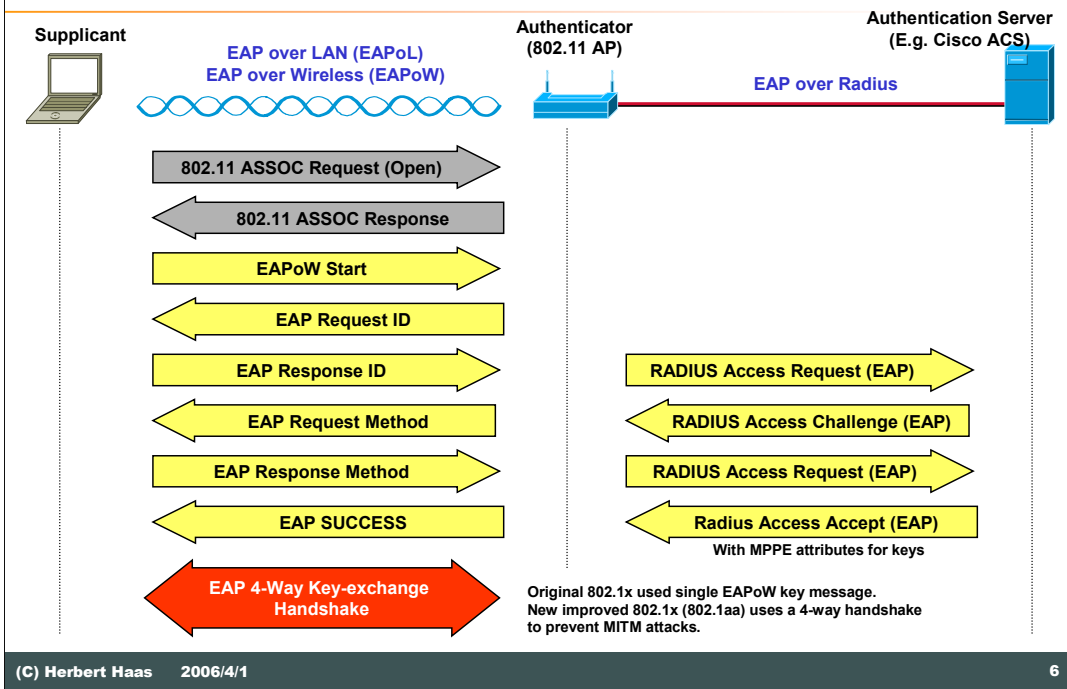 Supplicant
EAP over LAN (EAPoL)
EAP over Wireless (EAPoW)
Authenticator
(802.11 AP)
Authentication Server
(E.g. Cisco ACS)
EAP over Radius
802.11 ASSOC Request (Open)
802.11 ASSOC Response
EAPoW Start
EAP Request ID
EAP Response ID
RADIUS Access Request (EAP)
EAP Request Method
RADIUS Access Challenge (EAP)
EAP Response Method
RADIUS Access Request (EAP)
EAP SUCCESS
Radius Access Accept (EAP)
With MPPE attributes for keys
EAP 4-Way Key-exchange
Handshake
Original 802.1x used single EAPoW key message.
New improved 802.1x (802.1aa) uses a 4-way handshake
to prevent MITM attacks.
(C) Herbert Haas 2006/4/1
6